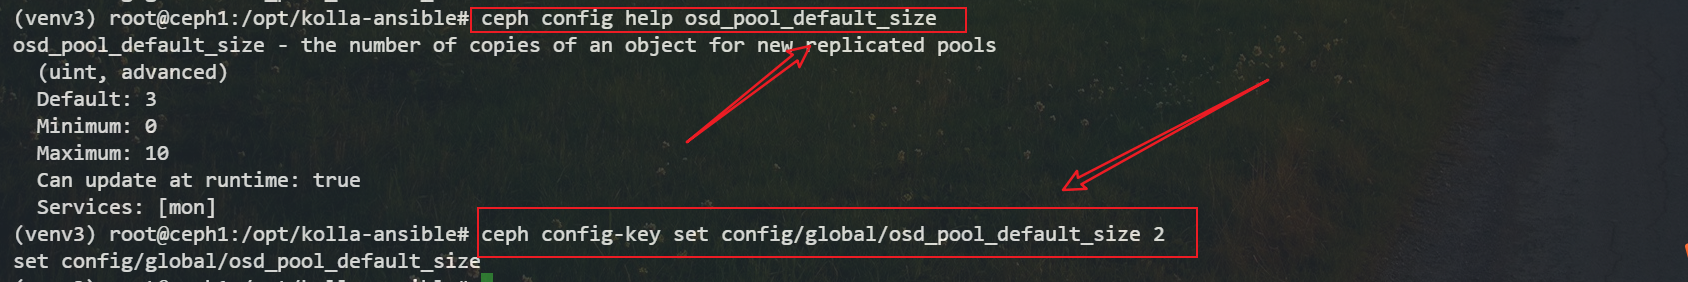 (venv3) root@ceph1:/opt/kolla-ansible# ceph config help osd_pool_default_size
osd_pool_default_size - the number of copies of an object for new replicated pools
  (uint, advanced)
  Default: 3
  Minimum: 0
  Maximum: 10
  Can update at runtime: true
  Services: [mon]
(venv3) root@ceph1:/opt/kolla-ansible# ceph config-key set config/global/osd_pool_default_size 2
set config/global/osd_pool_default_size